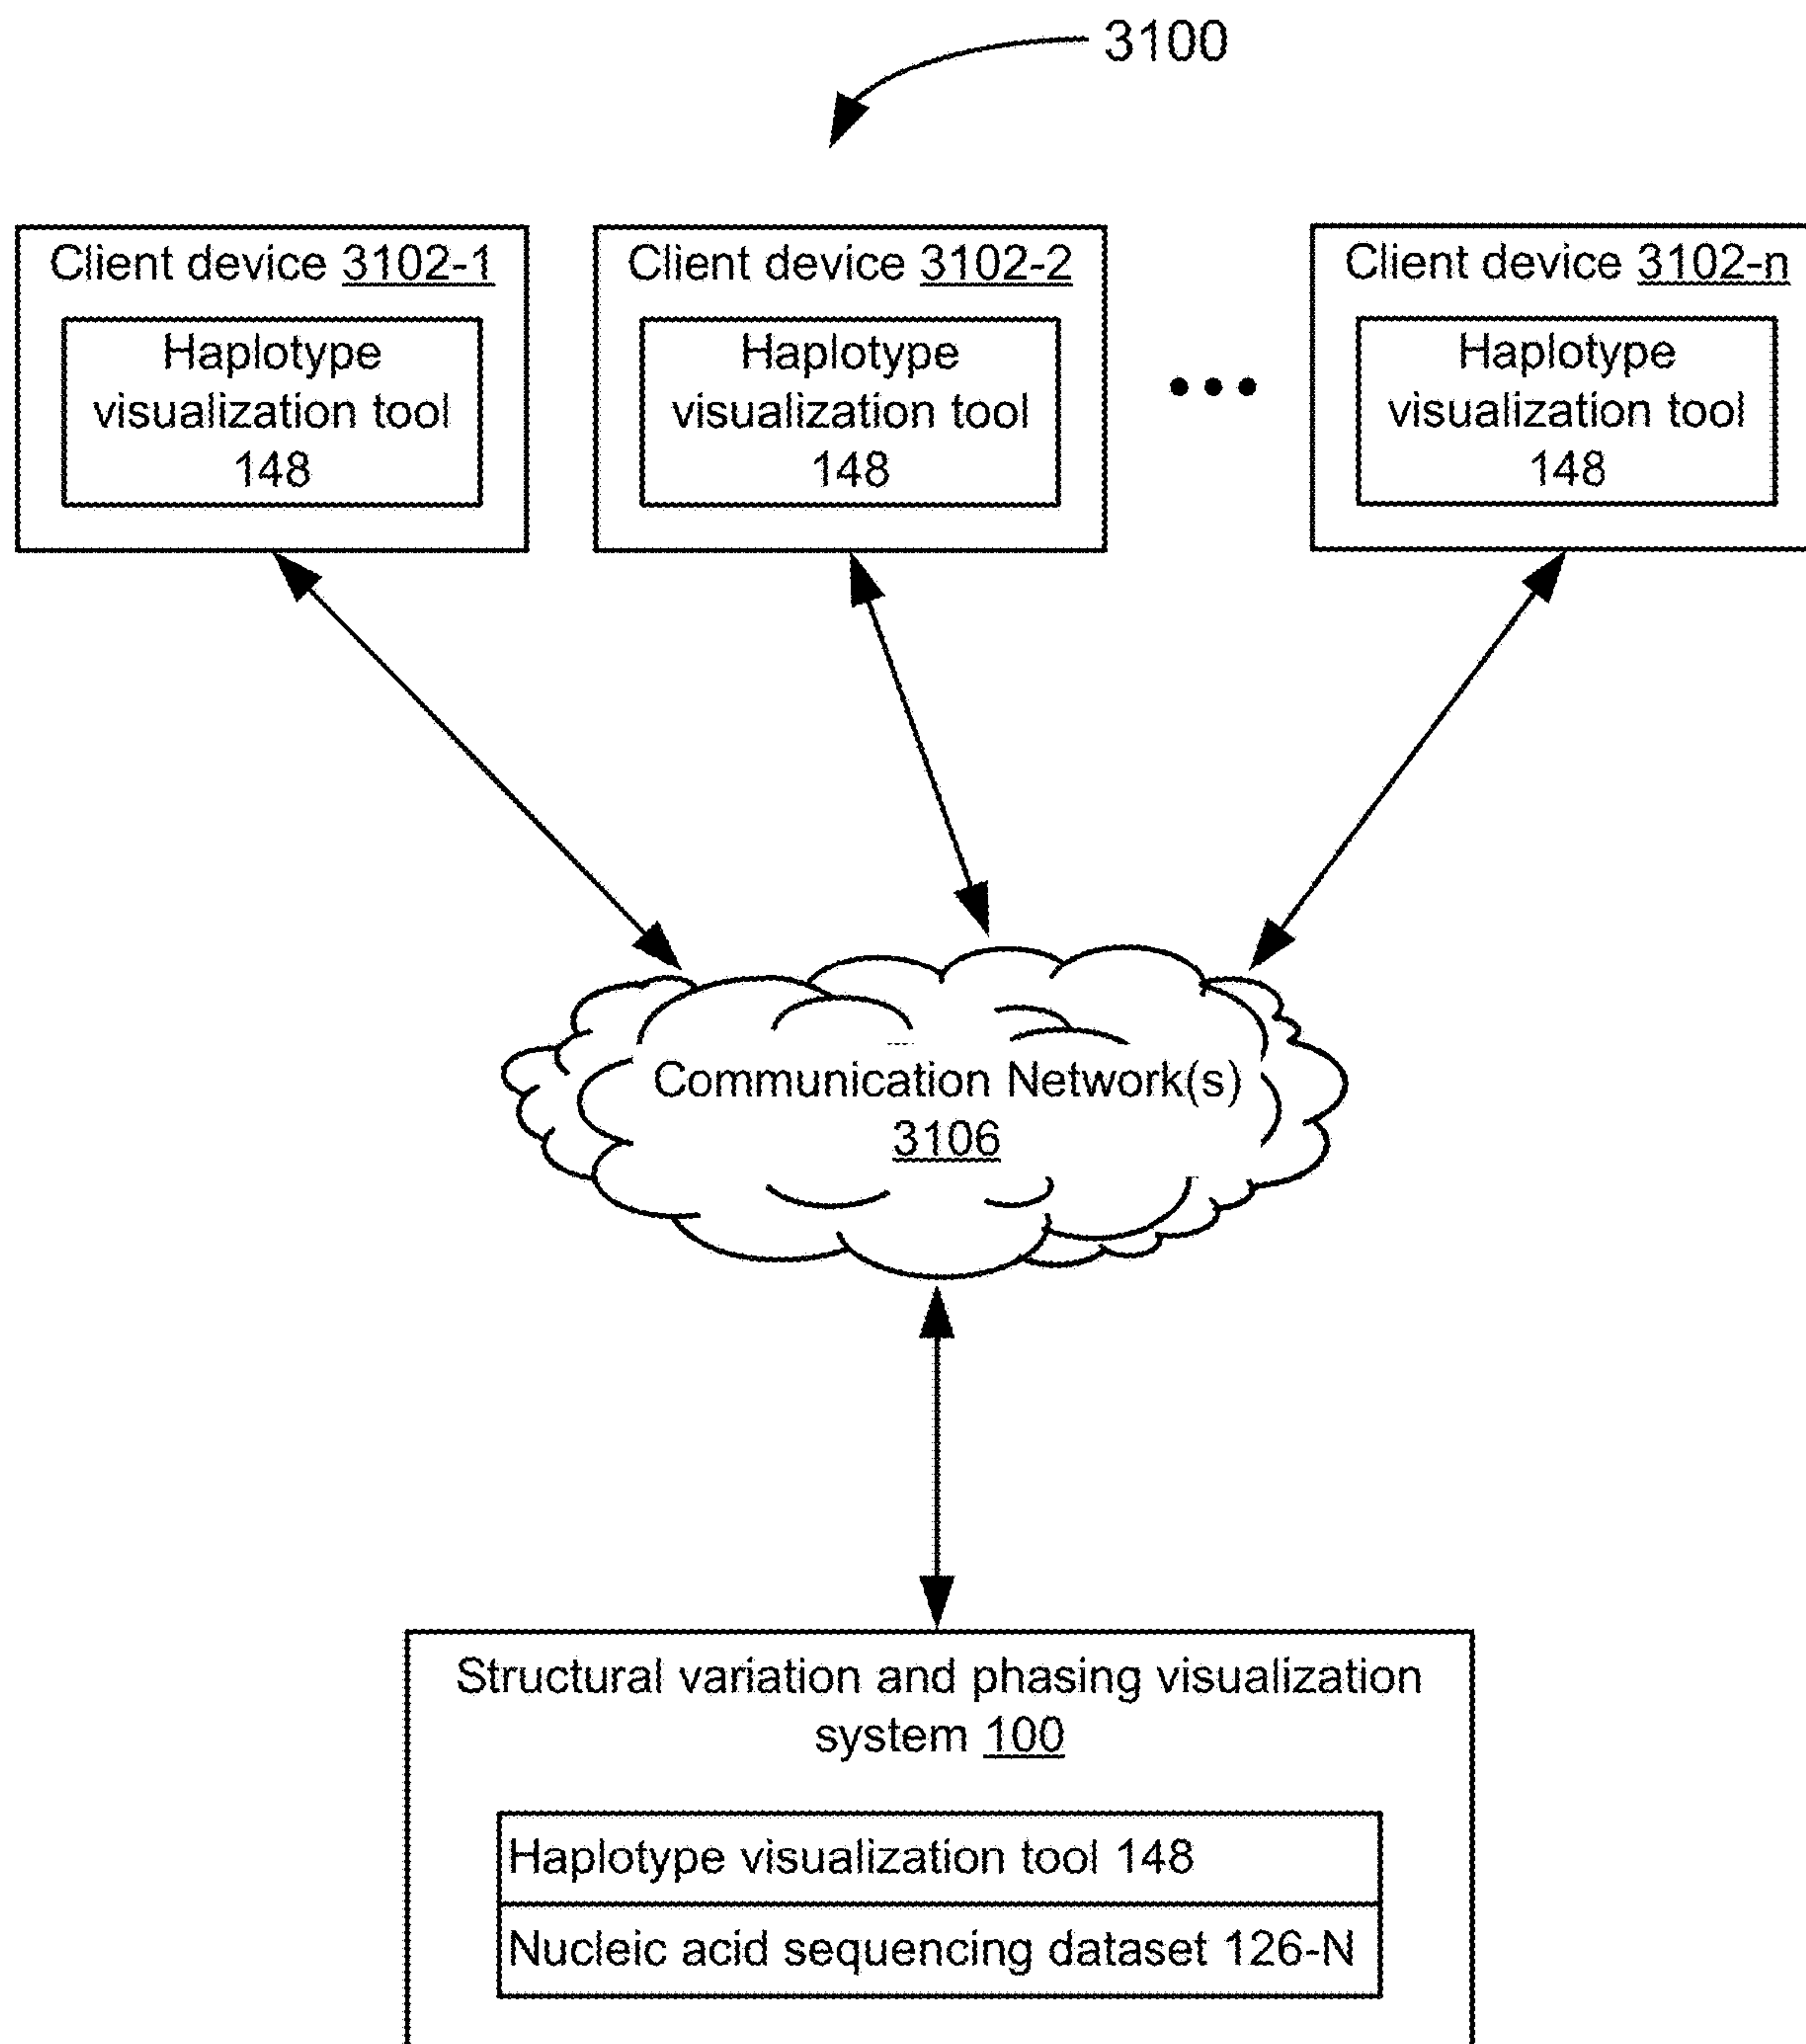 3100
Client device 3102-1
Haplotype
visualization tool
148
Client device 3102-2
Haplotype
visualization tool
148
Client device 3102-n
Haplotype
visualization tool
148
Communication Network(s)
3106
Structural variation and phasing visualization
system 100
Haplotype visualization tool 148
Nucleic acid sequencing dataset 126-N